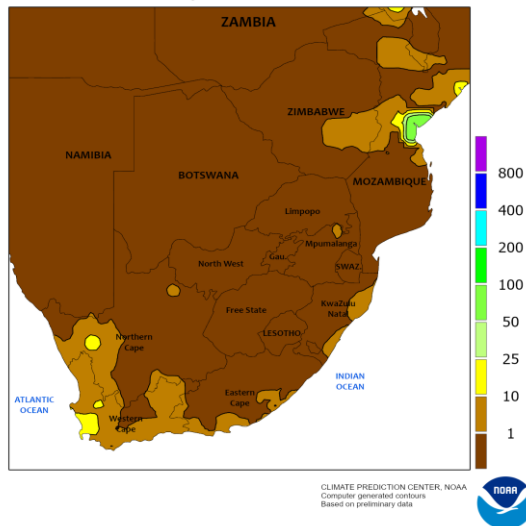 ZAMBIA
ZIMBABWE
NAMIBIA
BOTSWANA
MOZAMBIQUE
Limpopo
Mpumalanga
North West
Gau.
SWAZ.
Free State
KwaZulu
Natal
LESOTHO
Northern
Cape
Eastern
Cape
Western
Cape
ATLANTIC
OCEAN
INDIAN
OCEAN
800
400
200
100
50
25
10
1
CLIMATE PREDICTION CENTER, NOAA
Computer generated contours
Based on preliminary data
NOAA